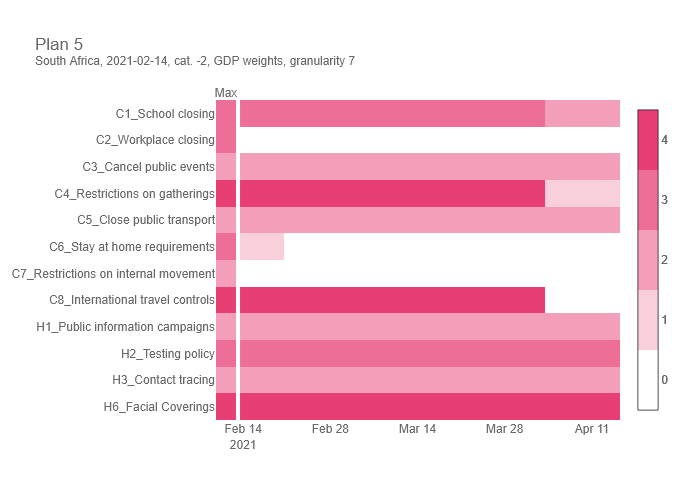 Plan 5
South Africa, 2021-02-14, cat. -2, GDP weights, granularity 7
Max
C1_School closing
C2_Workplace closing
C3_Cancel public events
C4_Restrictions on gatherings
C5_Close public transport
C6_Stay at home requirements
C7_Restrictions on internal movement
C8_International travel controls
H1_Public information campaigns
H2_Testing policy
H3_Contact tracing
H6_Facial Coverings
Feb 14 Feb 28 Mar 14 Mar 28 Apr 11
2021
4
3
2
1
0